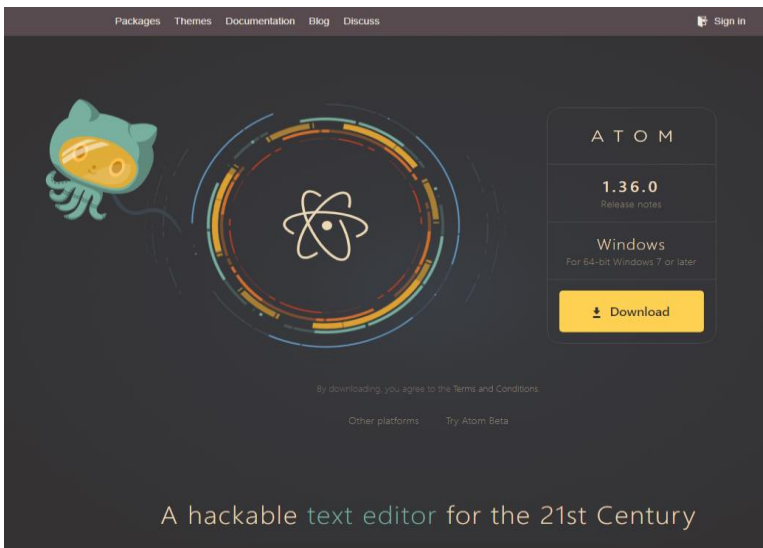 Packages Themes Documentation Blog Discuss Sign in
ATOM
1.36.0
Release notes
Windows
For 64-bit Windows 7 or later
Download
By downloading, you agree to the Terms and Conditions.
Other platforms Try Atom Beta
A hackable text editor for the 21st Century